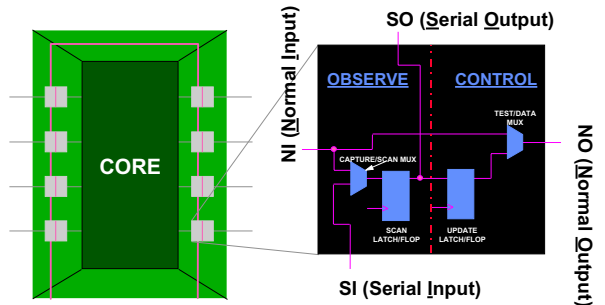 SO (Serial Output)
OBSERVE
CONTROL
TEST/DATA
MUX
NI (Normal Input)
CAPTURE/SCAN MUX
CORE
NO (Normal Output)
SCAN
LATCH/FLOP
UPDATE
LATCH/FLOP
SI (Serial Input)